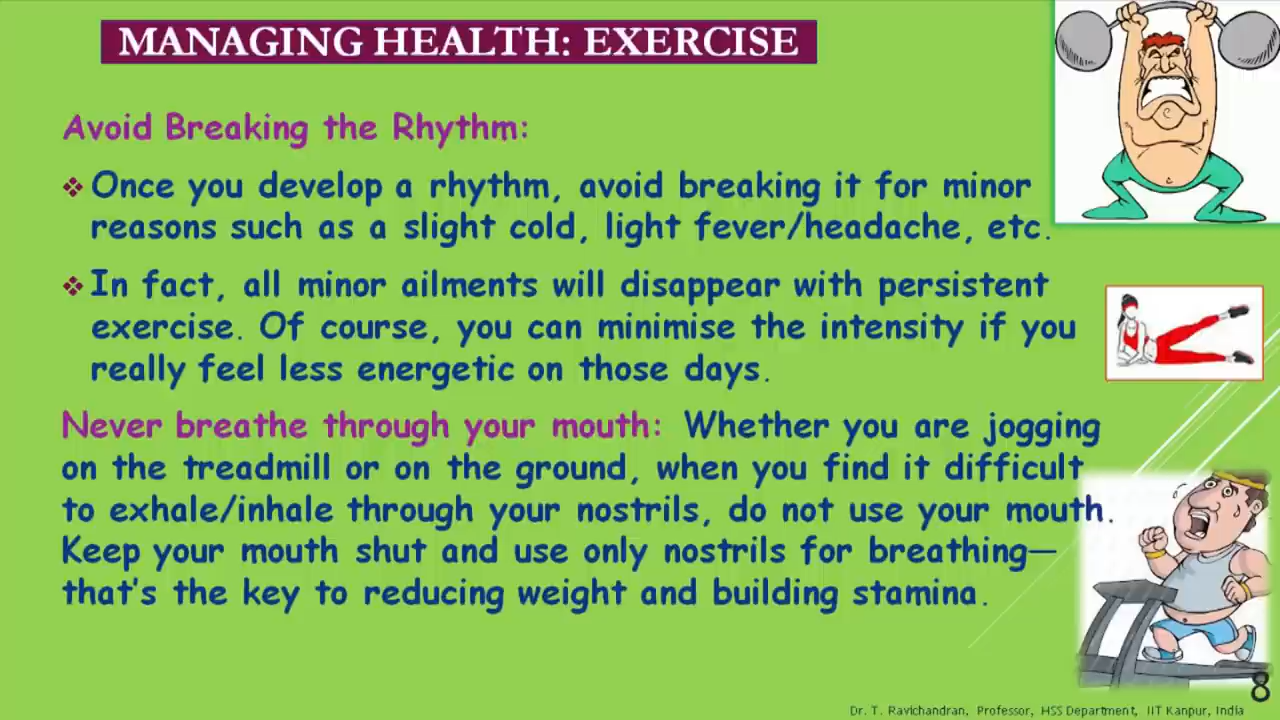 MANAGING HEALTH: EXERCISE
Avoid Breaking the Rhythm:
❖ Once you develop a rhythm, avoid breaking it for minor
reasons such as a slight cold, light fever/headache, etc.
❖ In fact, all minor ailments will disappear with persistent
exercise. Of course, you can minimise the intensity if you
really feel less energetic on those days.
Never breathe through your mouth: Whether you are jogging
on the treadmill or on the ground, when you find it difficult
to exhale/inhale through your nostrils, do not use your mouth.
Keep your mouth shut and use only nostrils for breathing—
that's the key to reducing weight and building stamina.
8
Dr. T. Ravichandran, Professor, HSS Department, IIT Kanpur, India